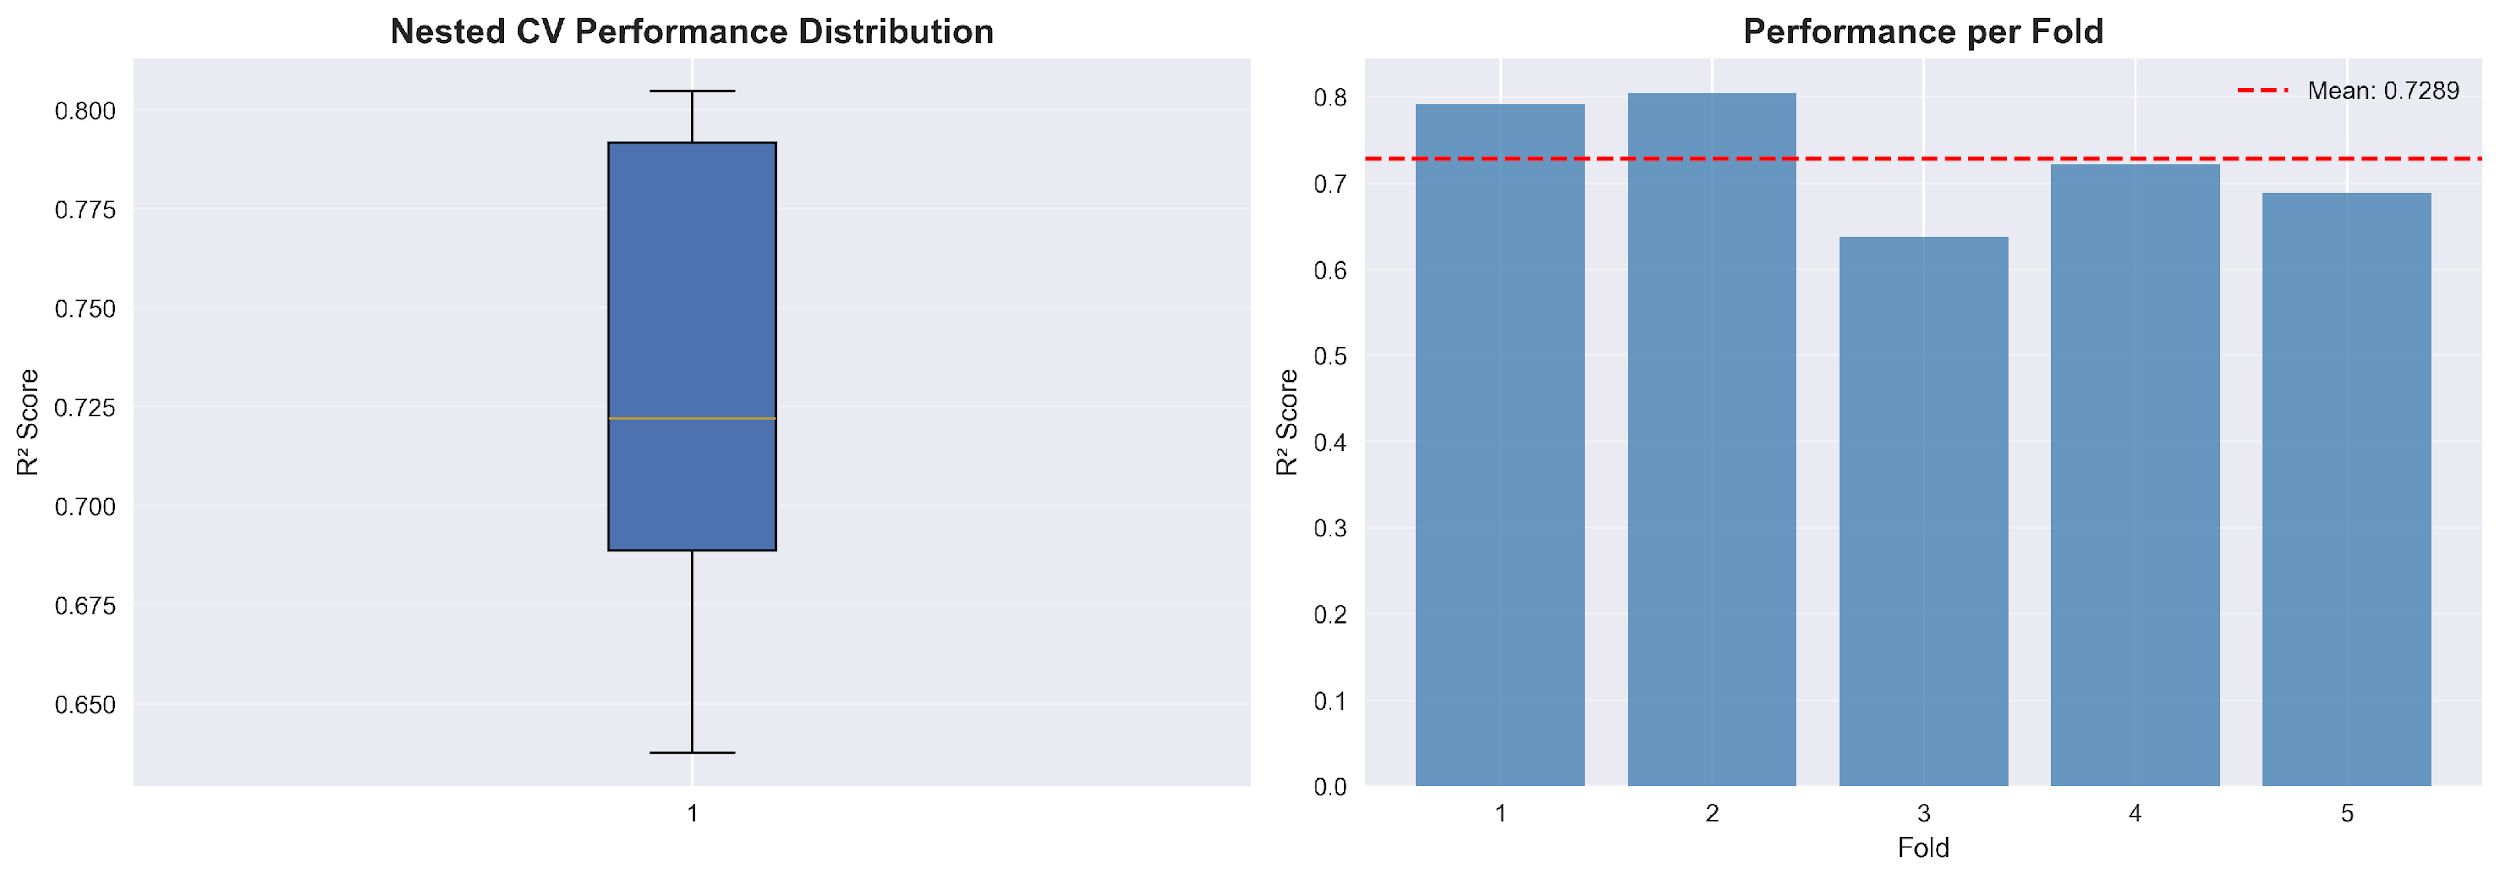 Nested CV Performance Distribution
R² Score
0.800
0.775
0.750
0.725
0.700
0.675
0.650
1
Performance per Fold
R² Score
0.8
0.7
0.6
0.5
0.4
0.3
0.2
0.1
0.0
Mean: 0.7289
1 2 3 4 5
Fold